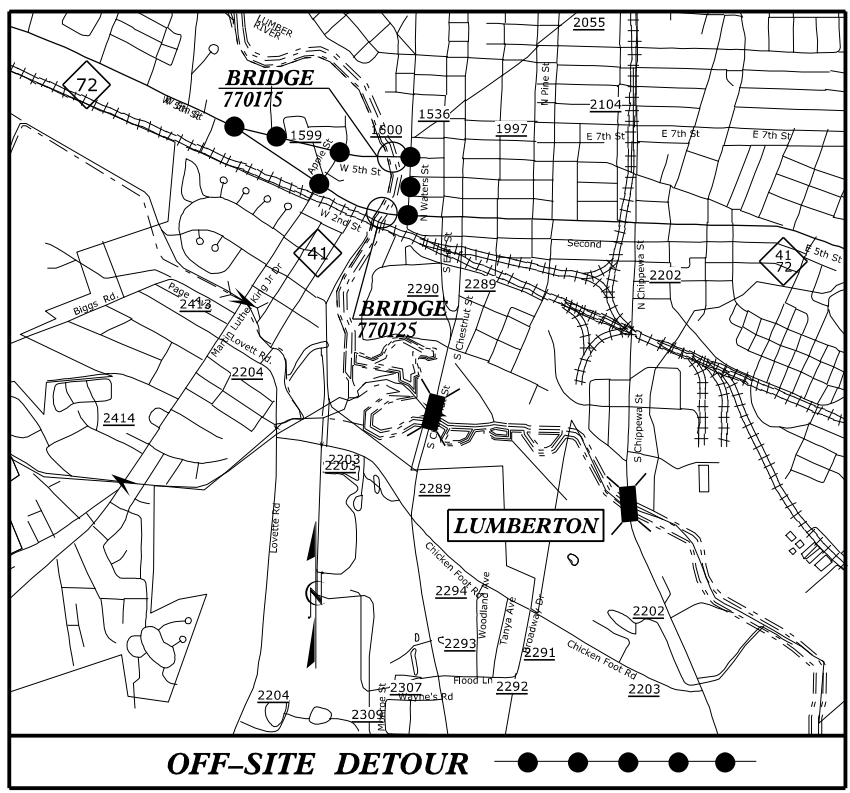 LUMBER
RIVER
2055
72
BRIDGE
770175
N Pine St
W 5th St
1536
2104
1599
1600
1997
E 7th St
E 7th St
E 7th St
Apple St
W 5th St
N Waters St
W 2nd St
Second
E 5th St
41
41
72
2202
N Chippewa St
2290
2289
Biggs Rd.
2413
Martin Luther King Jr Dr
BRIDGE
770125
S Chestnut St
Lovett Rd.
2204
2414
S Chippewa St
2203
2203
2289
LUMBERTON
Lovette Rd
Chicken Foot Rd
2294
Woodland Ave
Tanya Ave
Broadway Dr
2202
2293
2291
Chicken Foot Rd
Flood Ln
2307
2292
2203
2204
Wayne's Rd
2309
Monroe St
OFF-SITE DETOUR